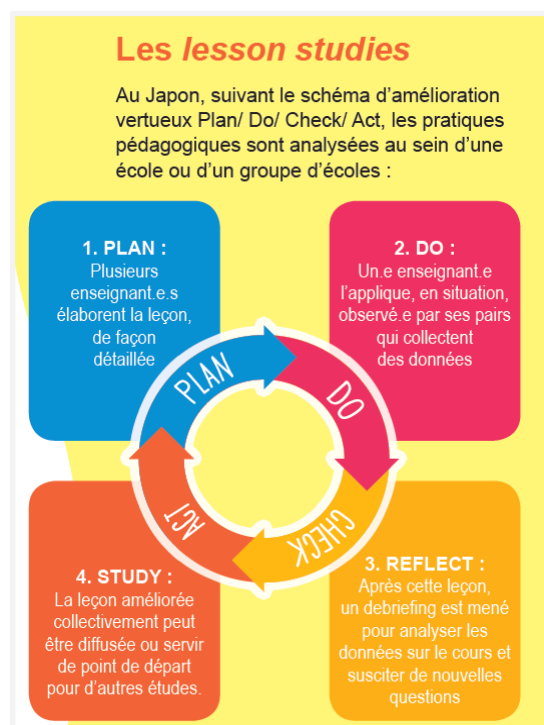 Les lesson studies
Au Japon, suivant le schéma d’amélioration
vertueux Plan/ Do/ Check/ Act, les pratiques
pédagogiques sont analysées au sein d’une
école ou d’un groupe d’écoles :
1. PLAN :
Plusieurs
enseignant.e.s
élaborent la leçon,
de façon
détaillée
2. DO :
Un.e enseignant.e
l’applique, en situation,
observé.e par ses pairs
qui collectent
des données
PLAN
DO
CHECK
ACT
3. REFLECT :
Après cette leçon,
un debriefing est mené
pour analyser les
données sur le cours et
susciter de nouvelles
questions
4. STUDY :
La leçon améliorée
collectivement peut
être diffusée ou servir
de point de départ
pour d’autres études.